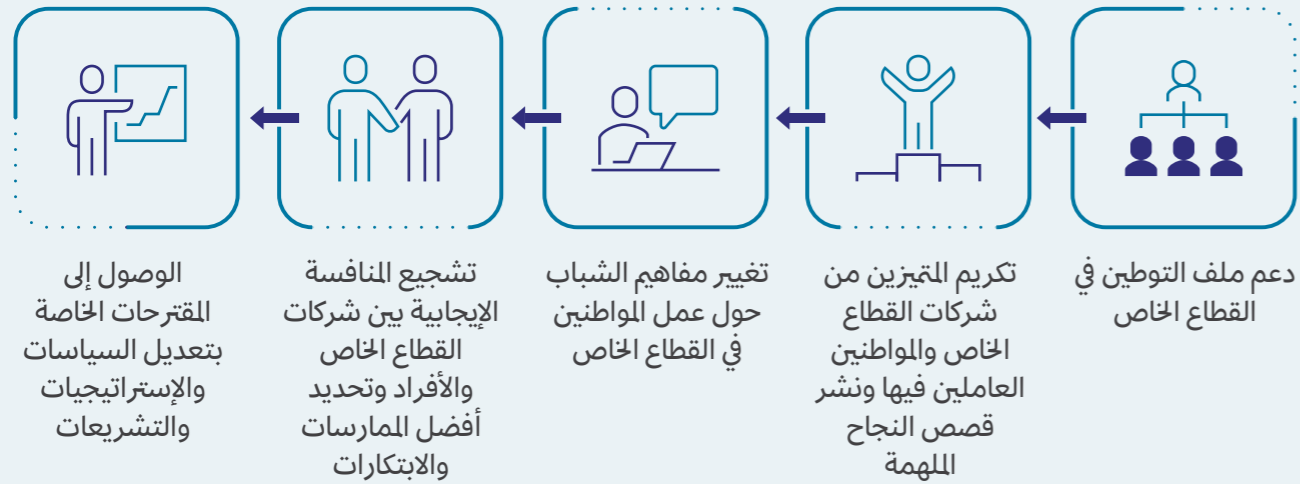 دعم ملف التوطين في
القطاع الخاص
تكريم المتميزين من
شركات القطاع
الخاص والمواطنين
العاملين فيها ونشر
قصص النجاح
الملهمة
تغيير مفاهيم الشباب
حول عمل المواطنين
في القطاع الخاص
تشجيع المنافسة
الإيجابية بين شركات
القطاع الخاص
والأفراد وتحديد
أفضل الممارسات
والابتكارات
الوصول إلى
المقترحات الخاصة
بتعديل السياسات
والإستراتيجيات
والتشريعات